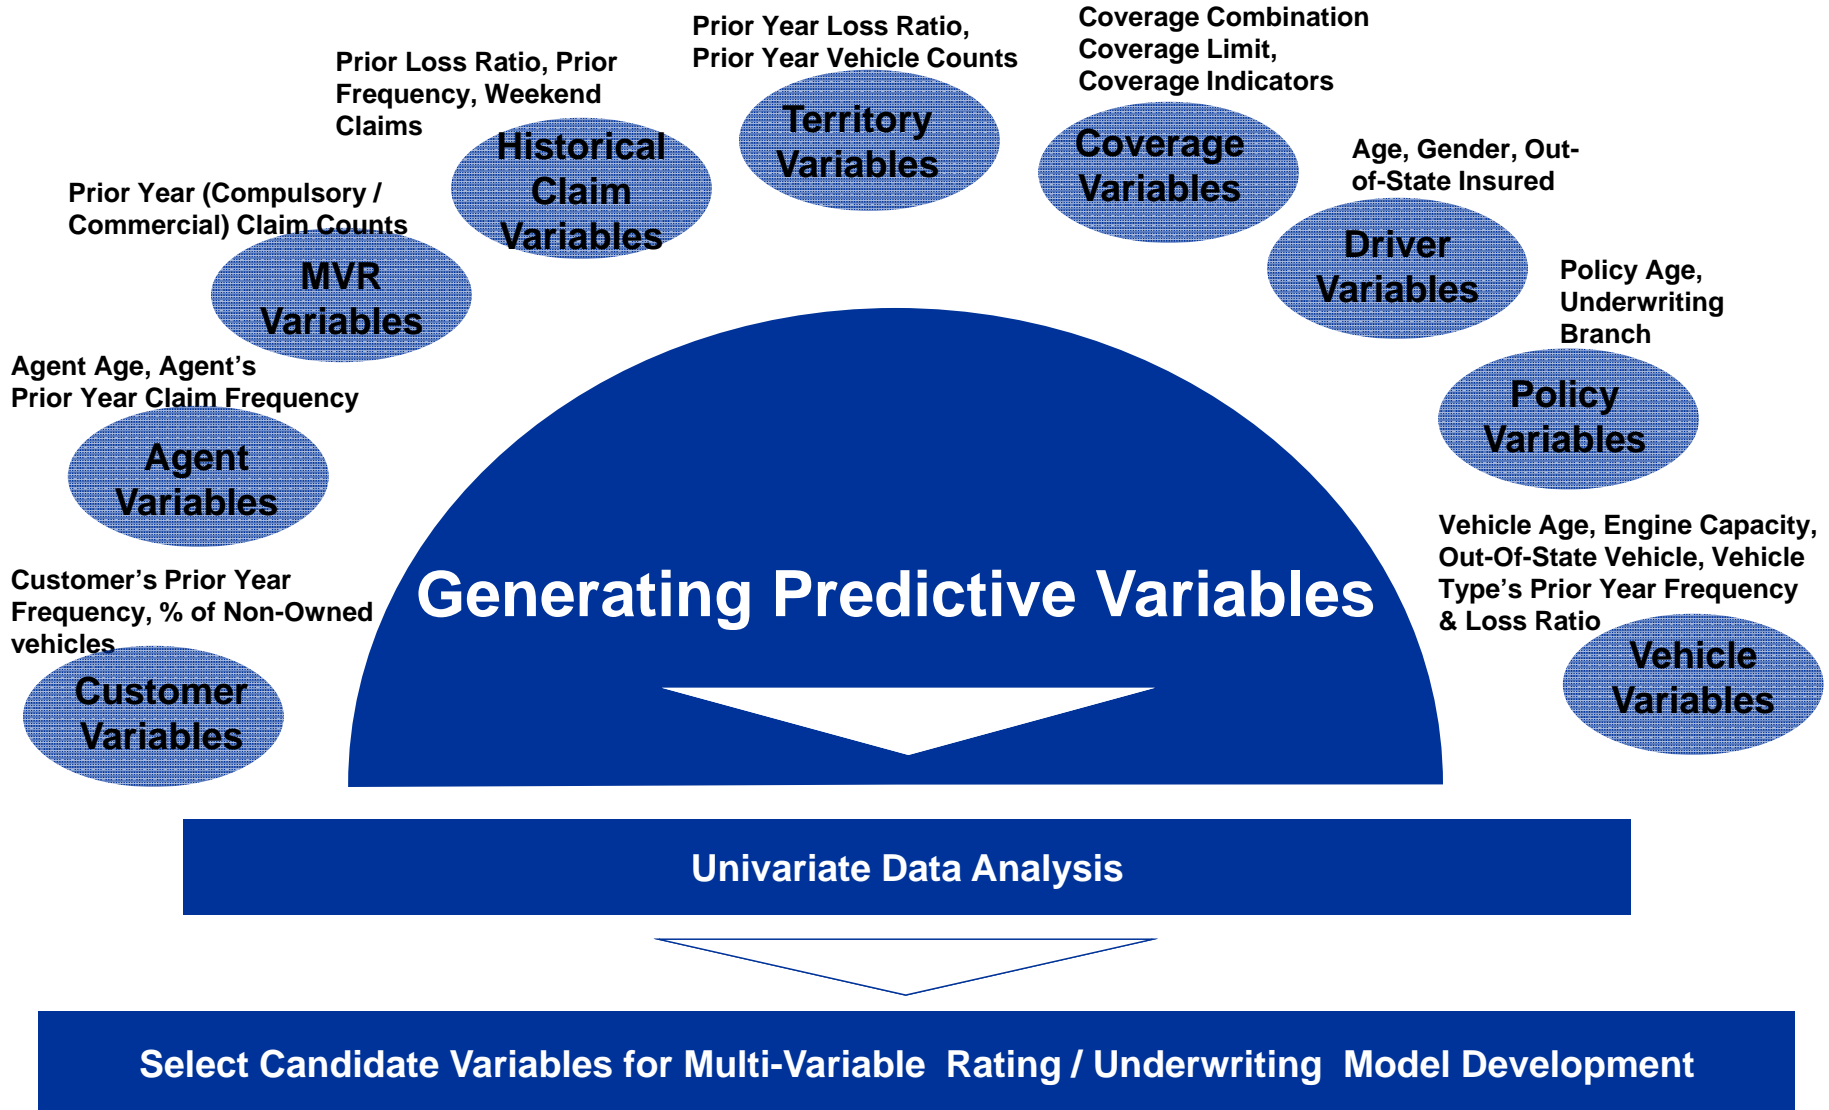 Coverage Combination
Coverage Limit,
Coverage Indicators
Prior Year Loss Ratio,
Prior Year Vehicle Counts
Prior Loss Ratio, Prior
Frequency, Weekend
Claims
Territory
Variables
Coverage
Variables
Historical
Claim
Variables
Age, Gender, Out-
of-State Insured
Prior Year (Compulsory /
Commercial) Claim Counts
Driver
Variables
MVR
Variables
Policy Age,
Underwriting
Branch
Agent Age, Agent's
Prior Year Claim Frequency
Policy
Variables
Agent
Variables
Vehicle Age, Engine Capacity,
Out-Of-State Vehicle, Vehicle
Type's Prior Year Frequency
& Loss Ratio
Customer's Prior Year
Frequency, % of Non-Owned
vehicles
Generating Predictive Variables
Vehicle
Variables
Customer
Variables
Univariate Data Analysis
Select Candidate Variables for Multi-Variable Rating / Underwriting Model Development